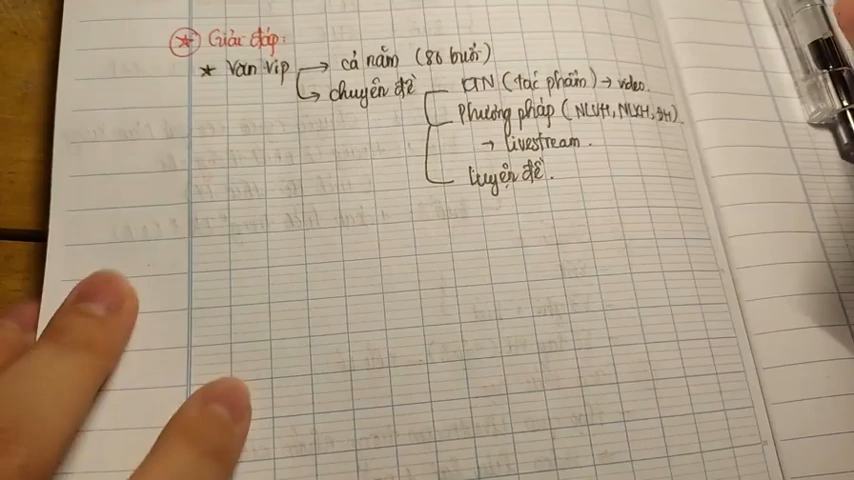 * Giải đáp:
* Văn vip → cả năm (86 buổi)
→ chuyên đề KTN (tác phẩm) → video.
Phương pháp (NLVH, NLXH, ĐH).
→ livestream.
luyện đề.